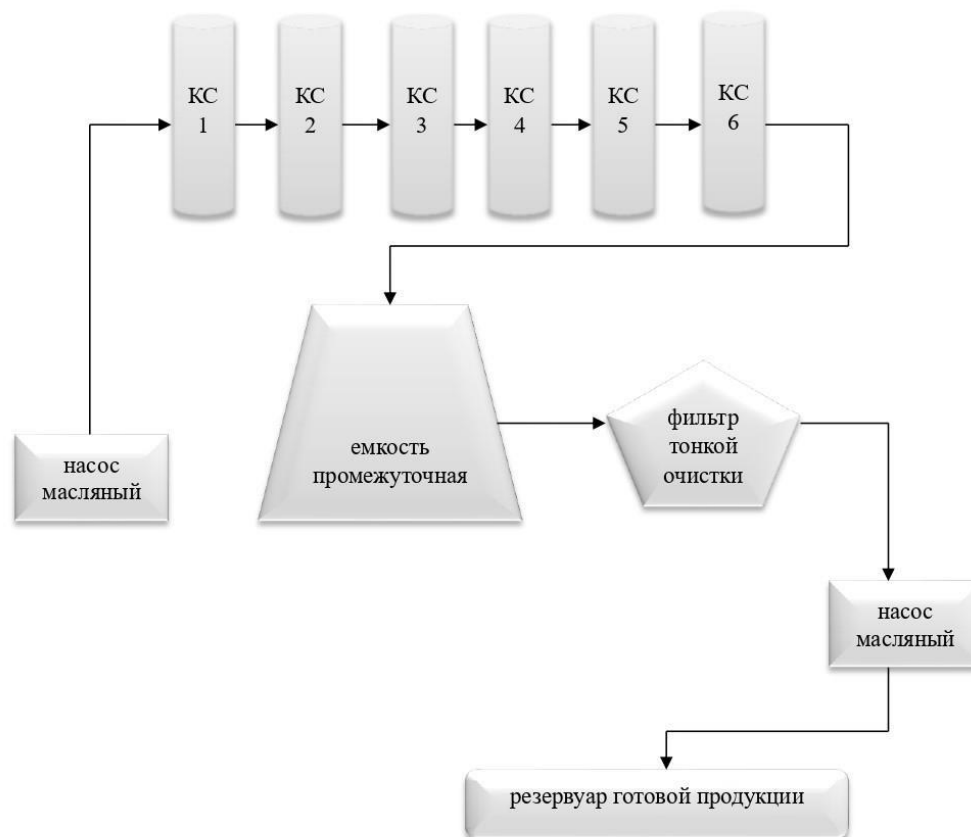 КС
1
КС
2
КС
3
КС
4
КС
5
КС
6
насос
масляный
емкость
промежуточная
фильтр
тонкой
очистки
насос
масляный
резервуар готовой продукции